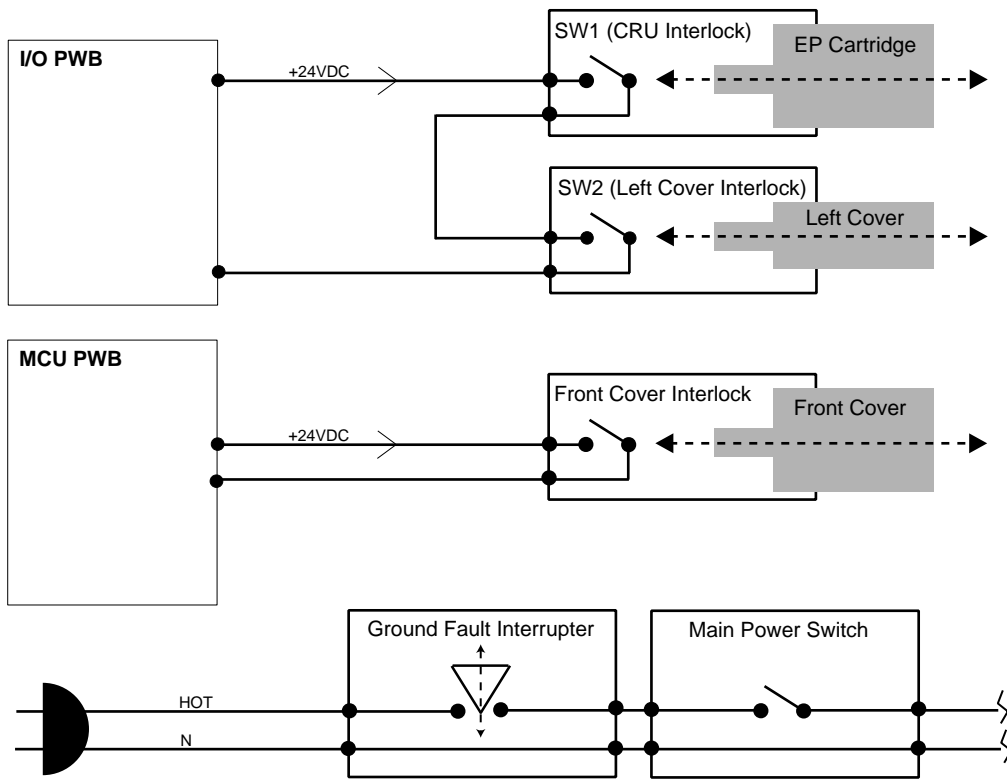 I/O PWB
+24VDC
SW1 (CRU Interlock)
EP Cartridge
SW2 (Left Cover Interlock)
Left Cover
MCU PWB
+24VDC
Front Cover Interlock
Front Cover
Ground Fault Interrupter
Main Power Switch
HOT
N